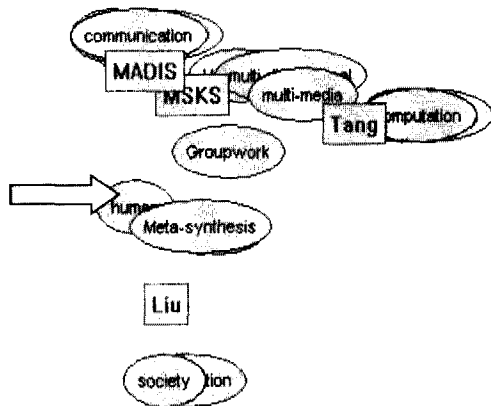 communication
MADIS
MSKS
multi-media
Tang
Groupwork
Meta-synthesis
Liu
society